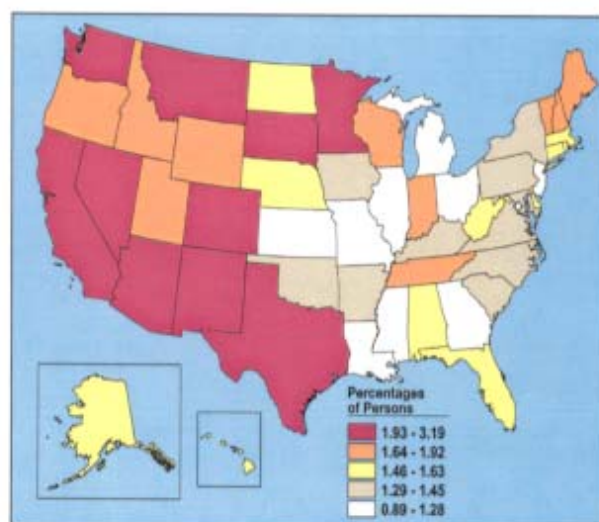 Percentages
of Persons
1.93 - 3.19
1.64 - 1.92
1.46 - 1.63
1.29 - 1.45
0.89 - 1.28